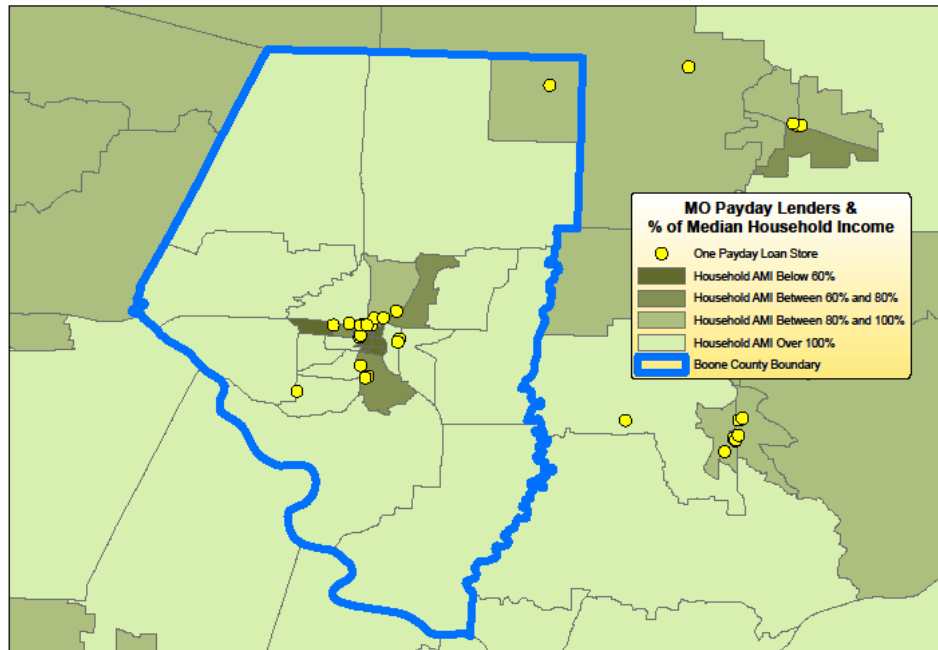 MO Payday Lenders &
% of Median Household Income
One Payday Loan Store
Household AMI Below 60%
Household AMI Between 60% and 80%
Household AMI Between 80% and 100%
Household AMI Over 100%
Boone County Boundary